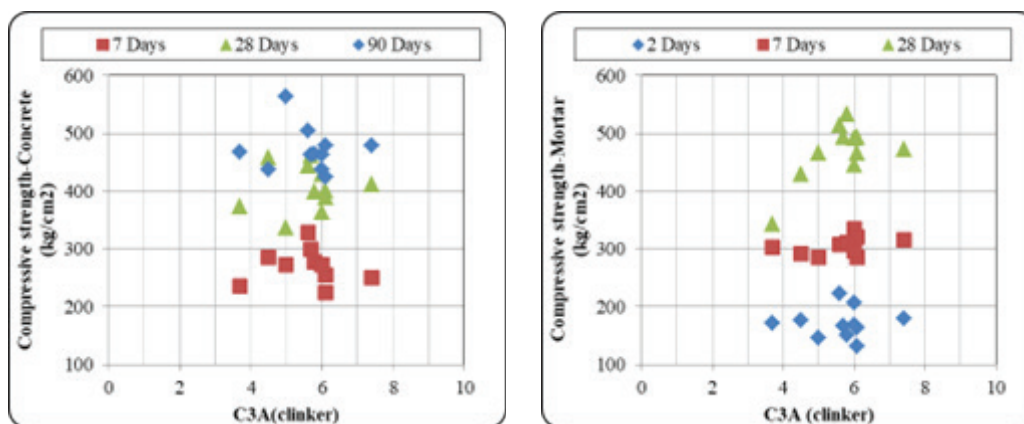 7 Days 28 Days 90 Days
Compressive strength-Concrete
(kg/cm2)
600
500
400
300
200
100
0 2 4 6 8 10
C3A(clinker)
2 Days 7 Days 28 Days
Compressive strength-Mortar
(kg/cm2)
600
500
400
300
200
100
0 2 4 6 8 10
C3A (clinker)